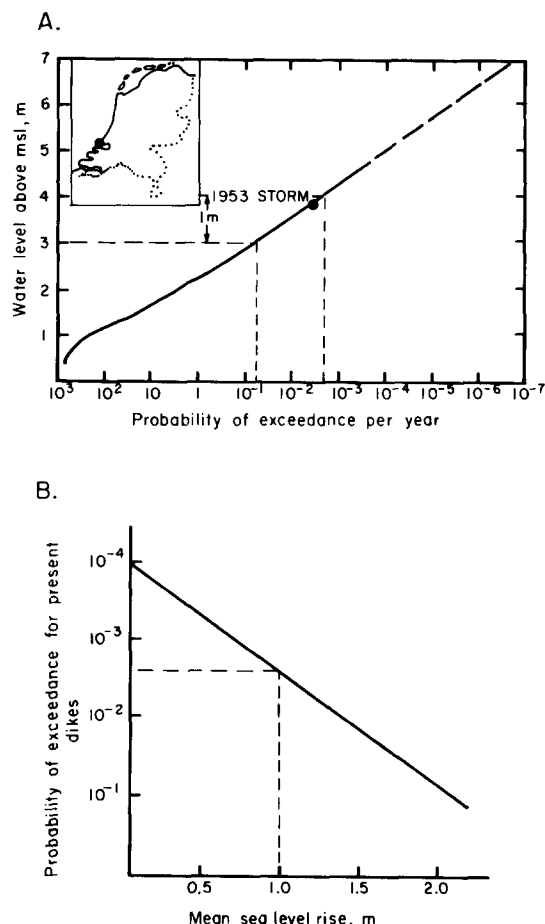 A.
Water level above msl, m
7
6
5
4
3
2
1
1953 STORM
1
m
10³ 10² 10 1 10⁻¹ 10⁻² 10⁻³ 10⁻⁴ 10⁻⁵ 10⁻⁶ 10⁻⁷
Probability of exceedance per year
B.
Probability of exceedance for present
dikes
10⁻⁴
10⁻³
10⁻²
10⁻¹
0.5 1.0 1.5 2.0
Mean sea level rise, m